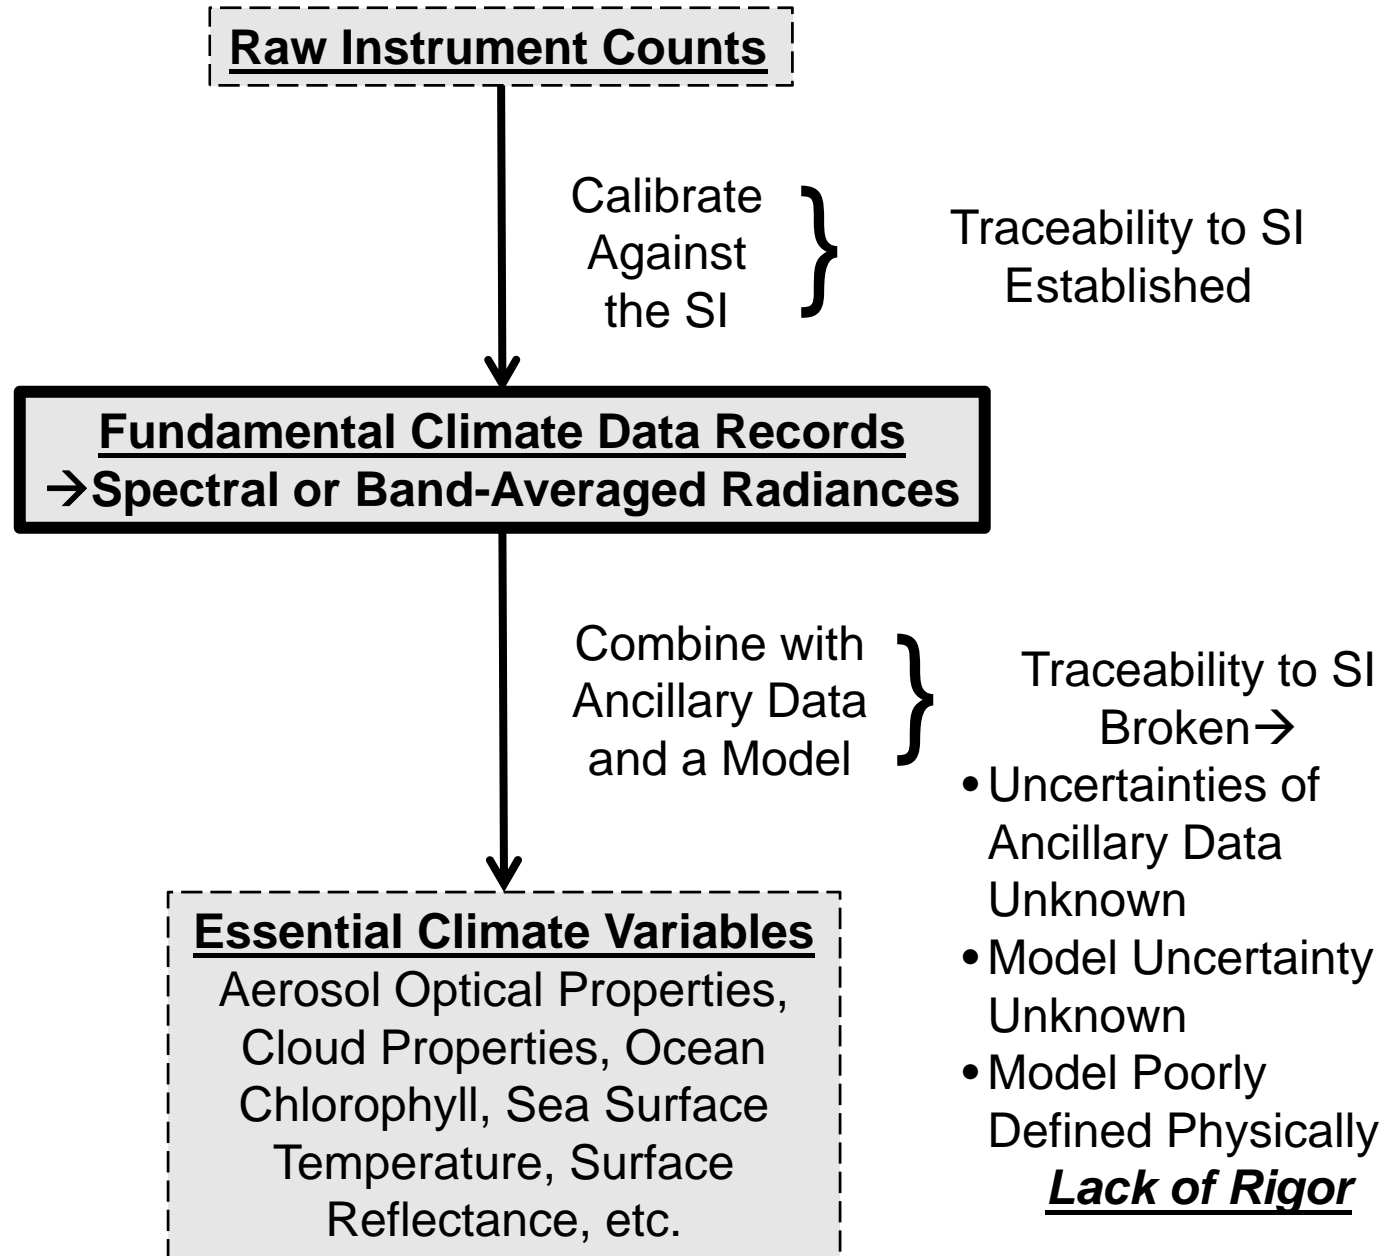 Raw Instrument Counts
Calibrate
Against
the SI
}
Traceability to SI
Established
Fundamental Climate Data Records
→Spectral or Band-Averaged Radiances
Combine with
Ancillary Data
and a Model
}
Traceability to SI
Broken→
•Uncertainties of
Ancillary Data
Unknown
•Model Uncertainty
Unknown
•Model Poorly
Defined Physically
Lack of Rigor
Essential Climate Variables
Aerosol Optical Properties,
Cloud Properties, Ocean
Chlorophyll, Sea Surface
Temperature, Surface
Reflectance, etc.